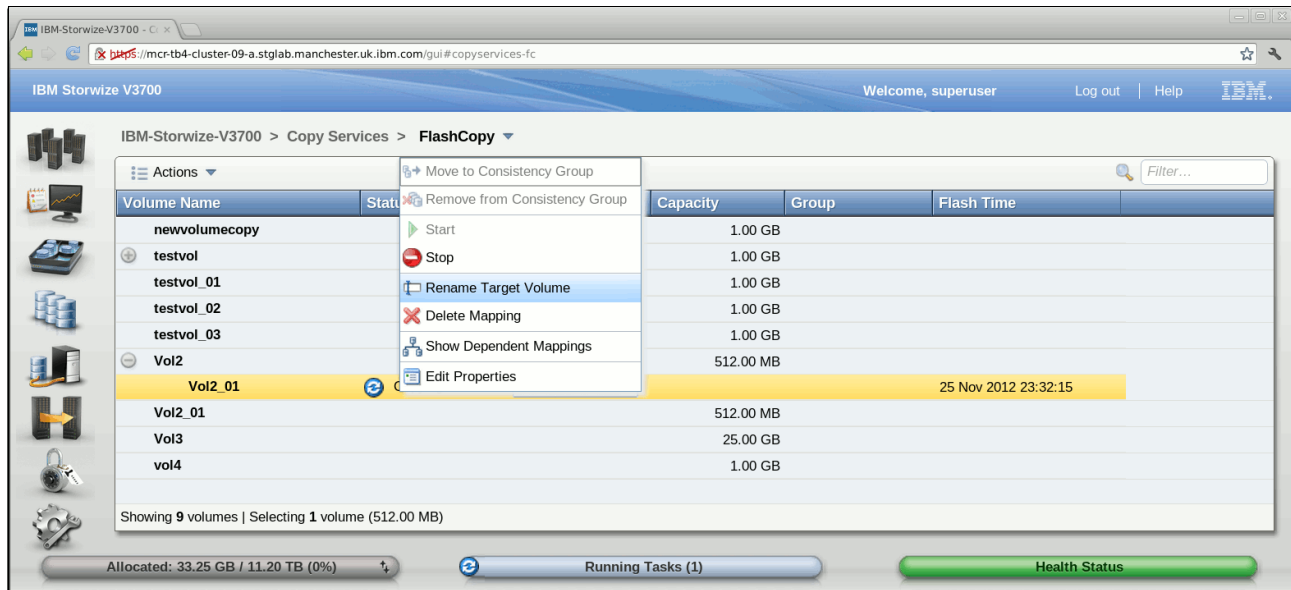 IBM-Storwize-V3700 - C
https://mcr-tb4-cluster-09-a.stglab.manchester.uk.ibm.com/gui#copyservices-fc
IBM Storwize V3700 Welcome, superuser Log out | Help IBM.
IBM-Storwize-V3700 > Copy Services > FlashCopy
Actions Filter...
Volume Name Capacity Group Flash Time
Move to Consistency Group
Remove from Consistency Group
Start
Stop
Rename Target Volume
Delete Mapping
Show Dependent Mappings
Edit Properties
newvolumecopy 1.00 GB
testvol 1.00 GB
testvol_01 1.00 GB
testvol_02 1.00 GB
testvol_03 1.00 GB
Vol2 512.00 MB
Vol2_01 25 Nov 2012 23:32:15
Vol2_01 512.00 MB
Vol3 25.00 GB
vol4 1.00 GB
Showing 9 volumes | Selecting 1 volume (512.00 MB)
Allocated: 33.25 GB / 11.20 TB (0%) Running Tasks (1) Health Status